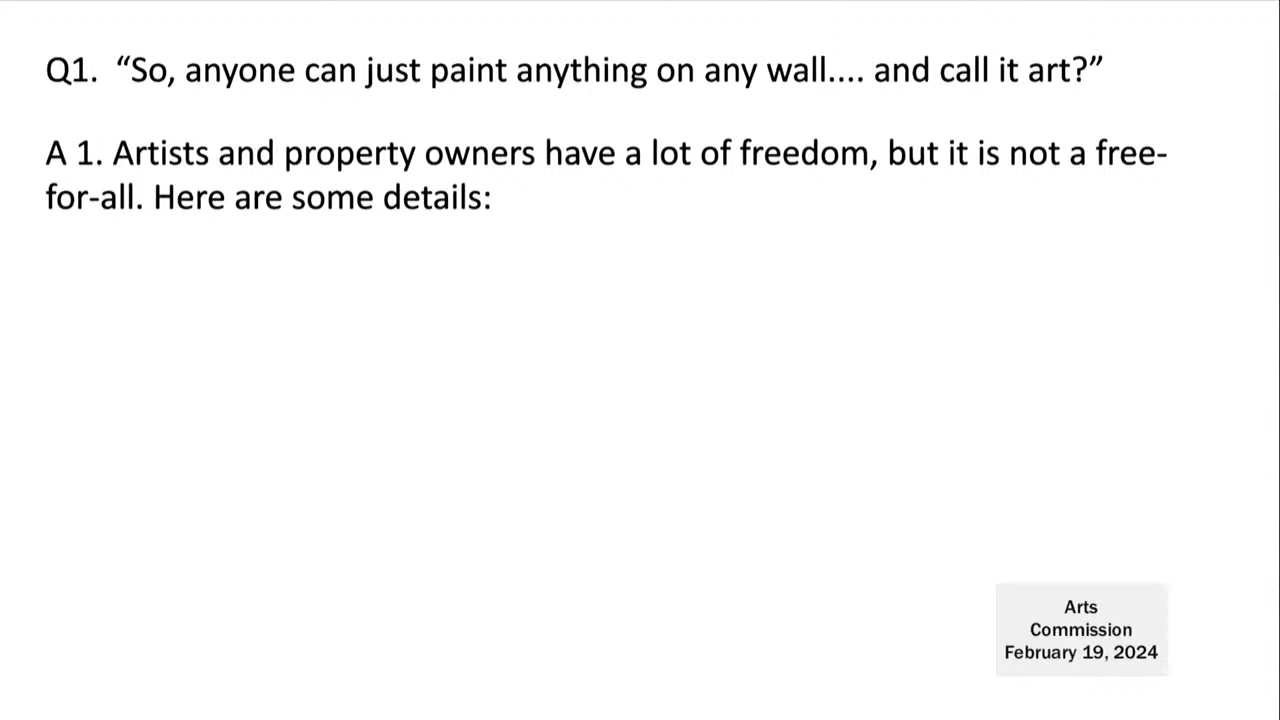 Q1.  “So, anyone can just paint anything on any wall.... and call it art?”
A 1. Artists and property owners have a lot of freedom, but it is not a free-
for-all. Here are some details:
Arts
Commission
February 19, 2024